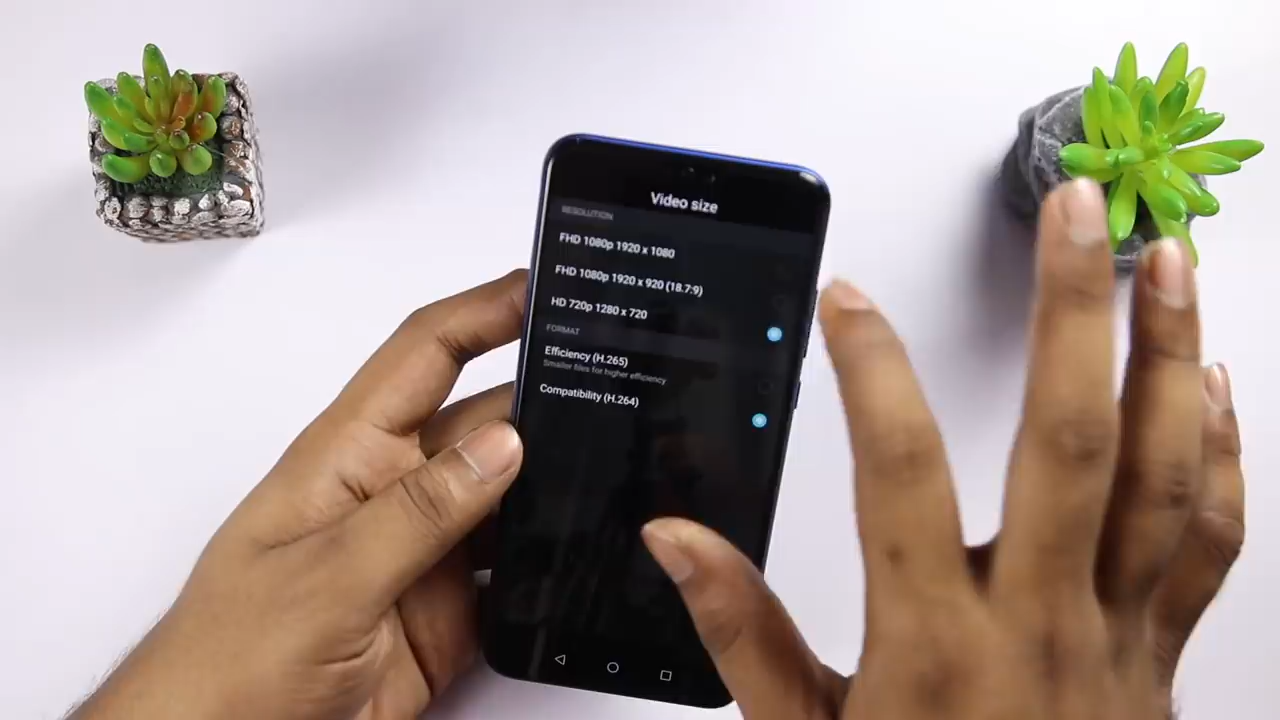 Video size
RESOLUTION
FHD 1080p 1920 x 1080
FHD 1080p 1920 x 920 (18.7:9)
HD 720p 1280 x 720
FORMAT
Efficiency (H.265)
Smaller files for higher efficiency
Compatibility (H.264)